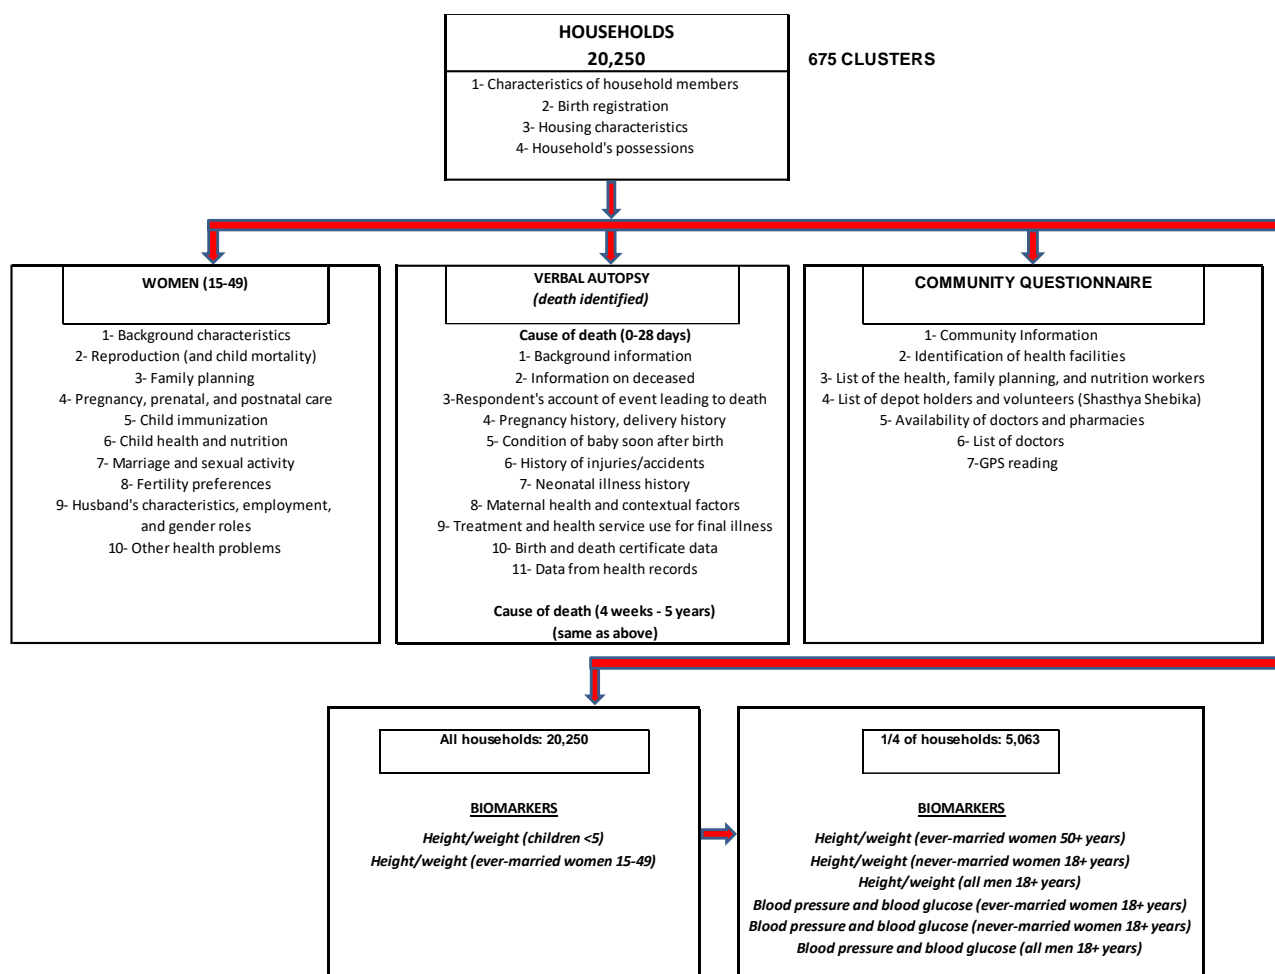 HOUSEHOLDS
20,250
675 CLUSTERS
1- Characteristics of household members
2- Birth registration
3- Housing characteristics
4- Household's possessions
WOMEN (15-49)
1- Background characteristics
2- Reproduction (and child mortality)
3- Family planning
4- Pregnancy, prenatal, and postnatal care
5- Child immunization
6- Child health and nutrition
7- Marriage and sexual activity
8- Fertility preferences
9- Husband's characteristics, employment,
and gender roles
10- Other health problems
VERBAL AUTOPSY
(death identified)
Cause of death (0-28 days)
1- Background information
2- Information on deceased
3-Respondent's account of event leading to death
4- Pregnancy history, delivery history
5- Condition of baby soon after birth
6- History of injuries/accidents
7- Neonatal illness history
8- Maternal health and contextual factors
9- Treatment and health service use for final illness
10- Birth and death certificate data
11- Data from health records
Cause of death (4 weeks - 5 years)
(same as above)
COMMUNITY QUESTIONNAIRE
1- Community Information
2- Identification of health facilities
3- List of the health, family planning, and nutrition workers
4- List of depot holders and volunteers (Shasthya Shebika)
5- Availability of doctors and pharmacies
6- List of doctors
7-GPS reading
All households: 20,250
BIOMARKERS
Height/weight (children <5)
Height/weight (ever-married women 15-49)
1/4 of households: 5,063
BIOMARKERS
Height/weight (ever-married women 50+ years)
Height/weight (never-married women 18+ years)
Height/weight (all men 18+ years)
Blood pressure and blood glucose (ever-married women 18+ years)
Blood pressure and blood glucose (never-married women 18+ years)
Blood pressure and blood glucose (all men 18+ years)